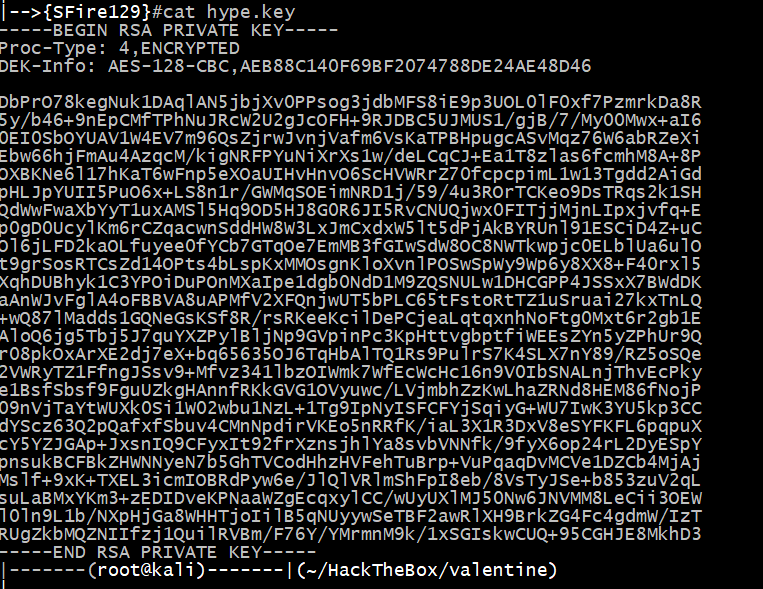 |-->{SFire129}#cat hype.key
-----BEGIN RSA PRIVATE KEY-----
Proc-Type: 4,ENCRYPTED
DEK-Info: AES-128-CBC,AEB88C140F69BF2074788DE24AE48D46
DbPrO78kegNuk1DAqlAN5jbjXv0PPsog3jdbMFS8iE9p3UOL0lF0xf7PzmrkDa8R
5y/b46+9nEpCMfTPhNuJRcW2U2gJcOFH+9RJDBC5UJMUS1/gjB/7/My00Mwx+aI6
0EI0SbOYUAV1W4EV7m96QsZjrwJvnjVafm6VsKaTPBHpugcASvMqz76W6abRZeXi
Ebw66hjFmAu4AzqcM/kigNRFPYuNiXrXs1w/deLCqCJ+Ea1T8zlas6fcmhM8A+8P
OXBKNe6l17hKaT6wFnp5eXOaUIHvHnvO6ScHVWRrZ70fcpcpimL1w13Tgdd2AiGd
pHLJpYUII5PuO6x+LS8n1r/GWMqSOEimNRD1j/59/4u3ROrTCKeo9DsTRqs2k1SH
QdWwFwaXbYyT1uxAMSl5Hq9OD5HJ8G0R6JI5RvCNUQjwx0FITjjMjnLIpxjvfq+E
p0gD0UcylKm6rCZqacwnSddHW8W3LxJmCxdxW5lt5dPjAkBYRUnl91ESCiD4Z+uC
Ol6jLFD2kaOLfuyee0fYCb7GTqOe7EmMB3fGIwSdW8OC8NWTkwpjc0ELblUa6ulO
t9grSosRTCsZd14OPts4bLspKxMMOsgnKloXvnlPOSwSpWy9Wp6y8XX8+F40rxl5
XqhDUBhyk1C3YPOiDuPOnMXaIpe1dgb0NdD1M9ZQSNULw1DHCGPP4JSSxX7BWdDK
aAnWJvFglA4oFBBVA8uAPMfV2XFQnjwUT5bPLC65tFstoRtTZ1uSruai27kxTnLQ
+wQ87lMadds1GQNeGsKSf8R/rsRKeeKcilDePCjeaLqtqxnhNoFtg0Mxt6r2gb1E
AloQ6jg5Tbj5J7quYXZPylBljNp9GVpinPc3KpHttvgbptfiWEEsZYn5yZPhUr9Q
r08pkOxArXE2dj7eX+bq65635OJ6TqHbAlTQ1Rs9PulrS7K4SLX7nY89/RZ5oSQe
2VWRyTZ1FfngJSsv9+Mfvz341lbzOIWmk7WfEcWcHc16n9V0IbSNALnjThvEcPky
e1BsfSbsf9FguUZkgHAnnfRKkGVG1OVyuwc/LVjmbhZzKwLhaZRNd8HEM86fNojP
09nVjTaYtWUXk0Si1W02wbu1NzL+1Tg9IpNyISFCFYjSqiyG+WU7IwK3YU5kp3CC
dYScz63Q2pQafxfSbuv4CMnNpdirVKEo5nRRfK/iaL3X1R3DxV8eSYFKFL6pqpuX
cY5YZJGAp+JxsnIQ9CFyxIt92frXznsjhlYa8svbVNNfk/9fyX6op24rL2DyESpY
pnsukBCFBkZHWNNyeN7b5GhTVCodHhzHVFehTuBrp+VuPqaqDvMCVe1DZCb4MjAj
Mslf+9xK+TXEL3icmIOBRdPyw6e/JlQlVRlmShFpI8eb/8VsTyJSe+b853zuV2qL
suLaBMxYKm3+zEDIDveKPNaaWZgEcqxylCC/wUyUXlMJ50Nw6JNVMM8LeCii3OEW
l0ln9L1b/NXpHjGa8WHHTjoIilB5qNUyywSeTBF2awRlXH9BrkZG4Fc4gdmW/IzT
RUgZkbMQZNIIfzj1QuilRVBm/F76Y/YMrmnM9k/1xSGIskwCUQ+95CGHJE8MkhD3
-----END RSA PRIVATE KEY-----
|-------(root@kali)-------|(~/HackTheBox/valentine)